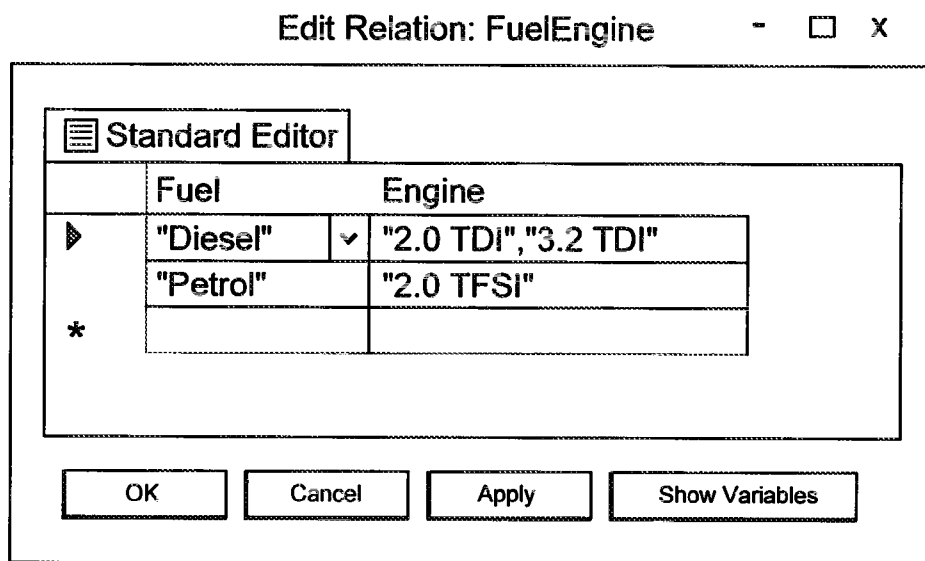 Edit Relation: FuelEngine - □ X
Standard Editor
Fuel Engine
"Diesel" "2.0 TDI","3.2 TDI"
"Petrol" "2.0 TFSI"
*
OK Cancel Apply Show Variables